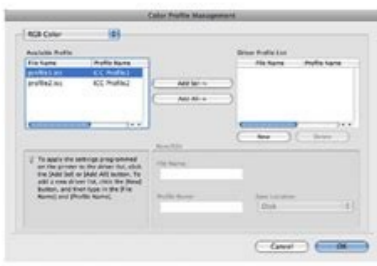 Color Profile Management
RGB Color
Available Profile
File Name Profile Name
profile1.icc ICC Profile1
profile2.icc ICC Profile2
Add Sel->
Add All->
Driver Profile List
File Name Profile Name
New Delete
To apply the settings programmed
on the printer to the driver list, click
the [Add Sel] or [Add All] button. To
add a new driver list, click the [New]
button, and then type in the [File
Name] and [Profile Name].
New/Edit
File Name:
Profile Name:
Save Location:
Disk
Cancel OK